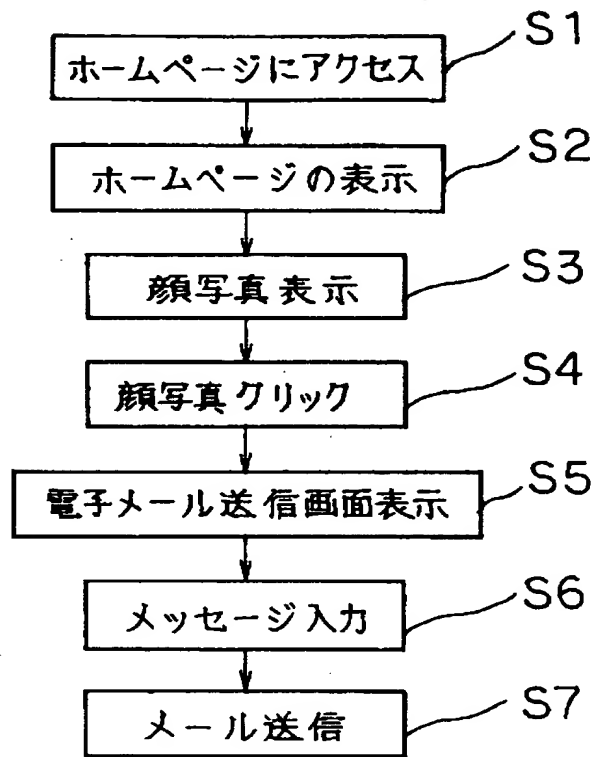 S1
ホームページにアクセス
S2
ホームページの表示
S3
顔写真表示
S4
顔写真クリック
S5
電子メール送信画面表示
S6
メッセージ入力
S7
メール送信